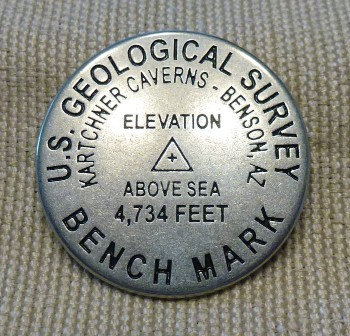 U.S. GEOLOGICAL SURVEY
KARTCHNER CAVERNS - BENSON, AZ
ELEVATION
ABOVE SEA
4,734 FEET
BENCH MARK